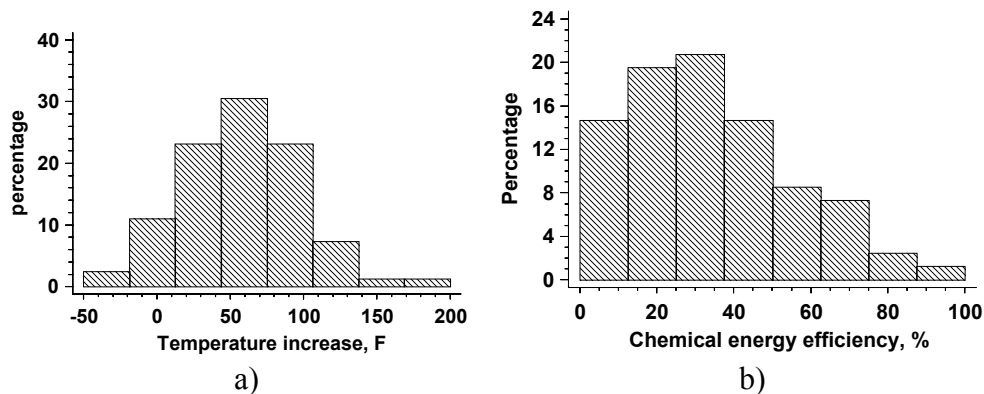 40
30
20
10
0
percentage
-50 0 50 100 150 200
Temperature increase, F
a)
24
20
16
12
8
4
0
Percentage
0 20 40 60 80 100
Chemical energy efficiency, %
b)